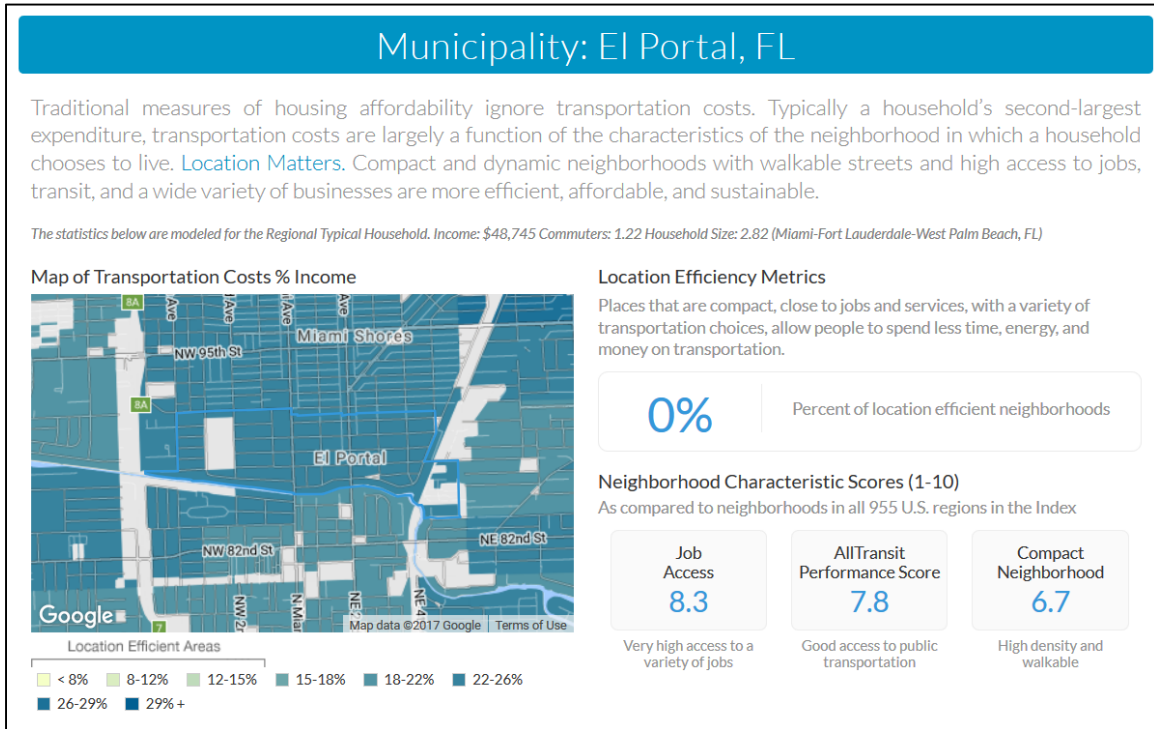 Municipality: El Portal, FL
Traditional measures of housing affordability ignore transportation costs. Typically a household's second-largest
expenditure, transportation costs are largely a function of the characteristics of the neighborhood in which a household
chooses to live. Location Matters. Compact and dynamic neighborhoods with walkable streets and high access to jobs,
transit, and a wide variety of businesses are more efficient, affordable, and sustainable.
The statistics below are modeled for the Regional Typical Household. Income: $48,745 Commuters: 1.22 Household Size: 2.82 (Miami-Fort Lauderdale-West Palm Beach, FL)
Map of Transportation Costs % Income
8A
Ave
Ave
Ave
Miami Shores
NW 95th St
8A
El Portal
NW 82nd St
NE 82nd St
NW 2
N Miar
NE 2
NE 4
7
Google
Map data ©2017 Google
Terms of Use
Location Efficient Areas
< 8%
8-12%
12-15%
15-18%
18-22%
22-26%
26-29%
29% +
Location Efficiency Metrics
Places that are compact, close to jobs and services, with a variety of
transportation choices, allow people to spend less time, energy, and
money on transportation.
0%
Percent of location efficient neighborhoods
Neighborhood Characteristic Scores (1-10)
As compared to neighborhoods in all 955 U.S. regions in the Index
Job
Access
8.3
Very high access to a
variety of jobs
AllTransit
Performance Score
7.8
Good access to public
transportation
Compact
Neighborhood
6.7
High density and
walkable